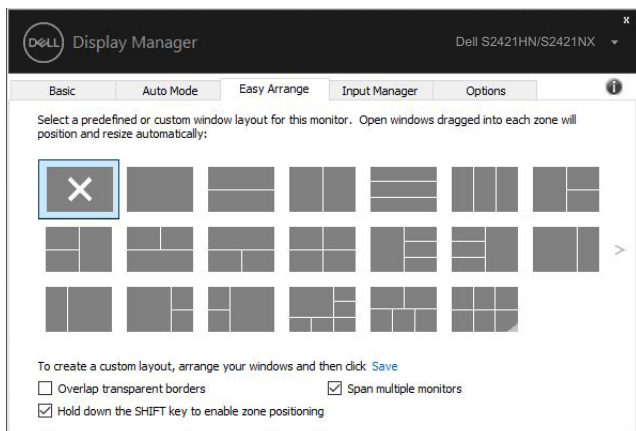 x
DELL Display Manager
Dell S2421HN/S2421NX
Basic Auto Mode Easy Arrange Input Manager Options
Select a predefined or custom window layout for this monitor. Open windows dragged into each zone will
position and resize automatically:
To create a custom layout, arrange your windows and then click Save
Overlap transparent borders Span multiple monitors
Hold down the SHIFT key to enable zone positioning